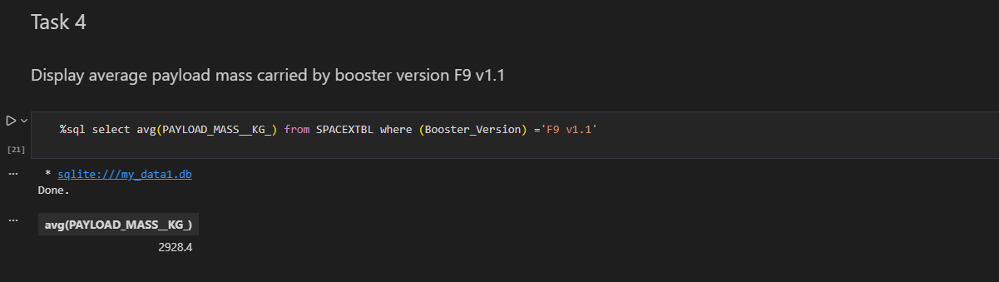 Task 4
Display average payload mass carried by booster version F9 v1.1
%sql select avg(PAYLOAD_MASS__KG_) from SPACEXTBL where (Booster_Version) ='F9 v1.1'
[21]
... * sqlite:///my_data1.db
Done.
... avg(PAYLOAD_MASS__KG_)
2928.4